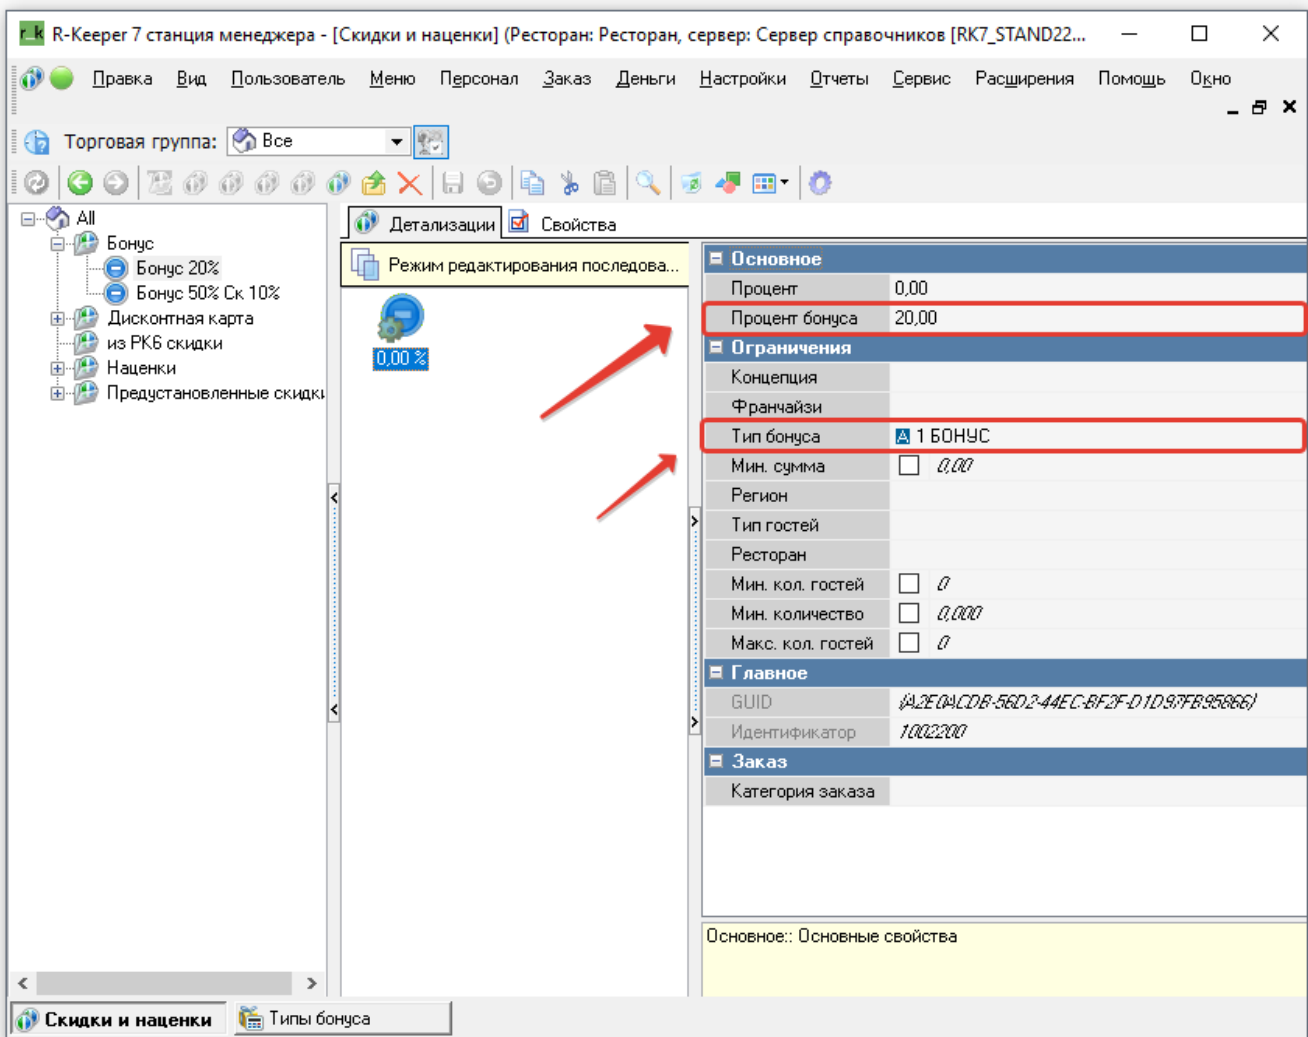 r_k R-Keeper 7 станция менеджера - [Скидки и наценки] (Ресторан: Ресторан, сервер: Сервер справочников [RK7_STAND22...
Правка Вид Пользователь Меню Персонал Заказ Деньги Настройки Отчеты Сервис Расширения Помощь Окно
Торговая группа: Все
All
Бонус
Бонус 20%
Бонус 50% Ск 10%
Дисконтная карта
из РК6 скидки
Наценки
Предустановленные скидки
Детализации Свойства
Режим редактирования последова...
0,00 %
Основное
Процент 0,00
Процент бонуса 20,00
Ограничения
Концепция
Франчайзи
Тип бонуса A 1 БОНУС
Мин. сумма 0,00
Регион
Тип гостей
Ресторан
Мин. кол. гостей 0
Мин. количество 0,000
Макс. кол. гостей 0
Главное
GUID {A2E0ACDB-56D2-44EC-BF2F-D1D97FB95866}
Идентификатор 1002200
Заказ
Категория заказа
Основное:: Основные свойства
Скидки и наценки Типы бонуса